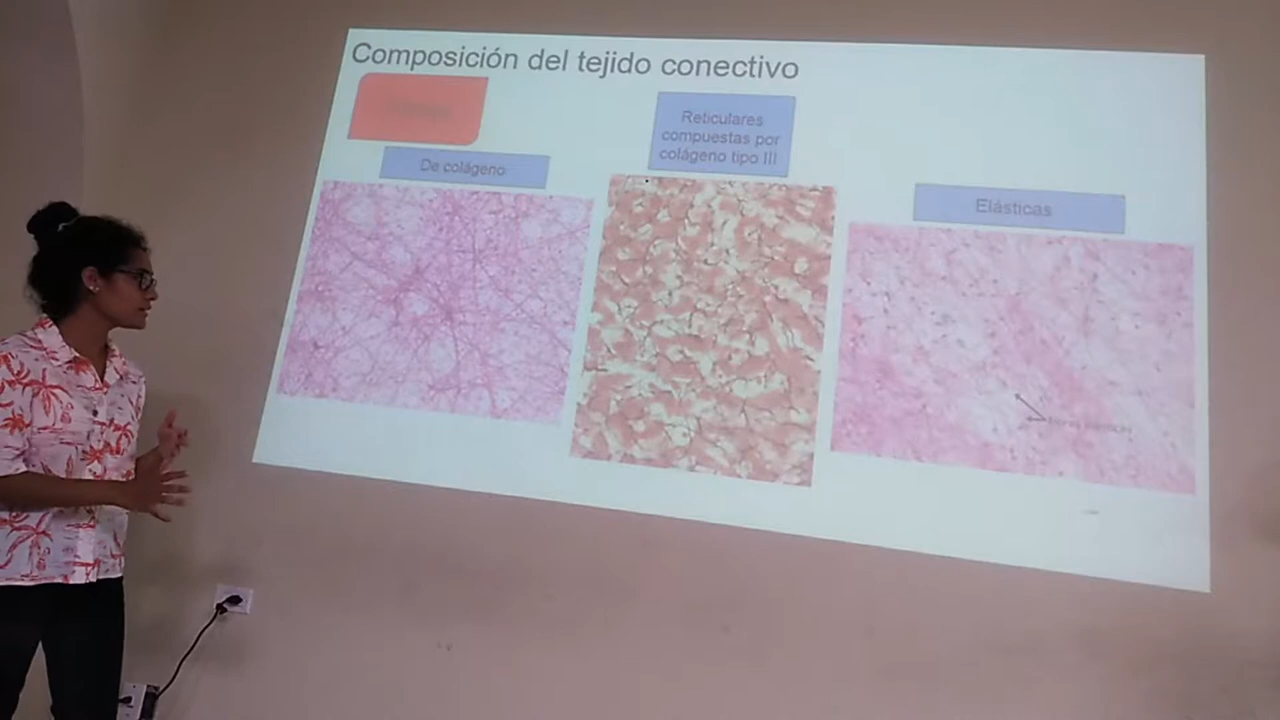 Composición del tejido conectivo
De colágeno
Reticulares
compuestas por
colágeno tipo III
Elásticas